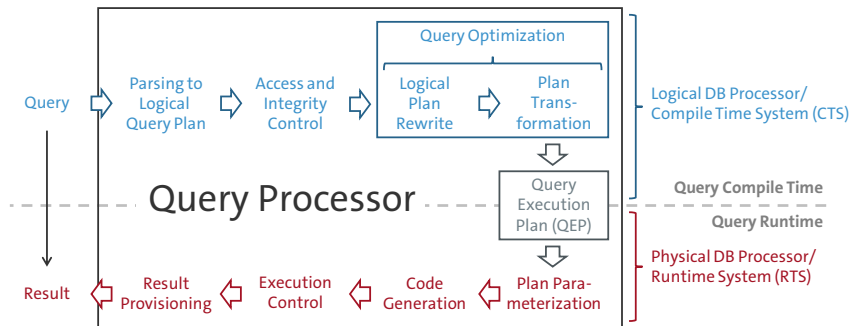 Query Optimization
Query
Parsing to
Logical
Query Plan
Access and
Integrity
Control
Logical
Plan
Rewrite
Plan
Trans-
formation
Logical DB Processor/
Compile Time System (CTS)
Query Processor
Query
Execution
Plan (QEP)
Query Compile Time
Query Runtime
Result
Result
Provisioning
Execution
Control
Code
Generation
Plan Para-
meterization
Physical DB Processor/
Runtime System (RTS)